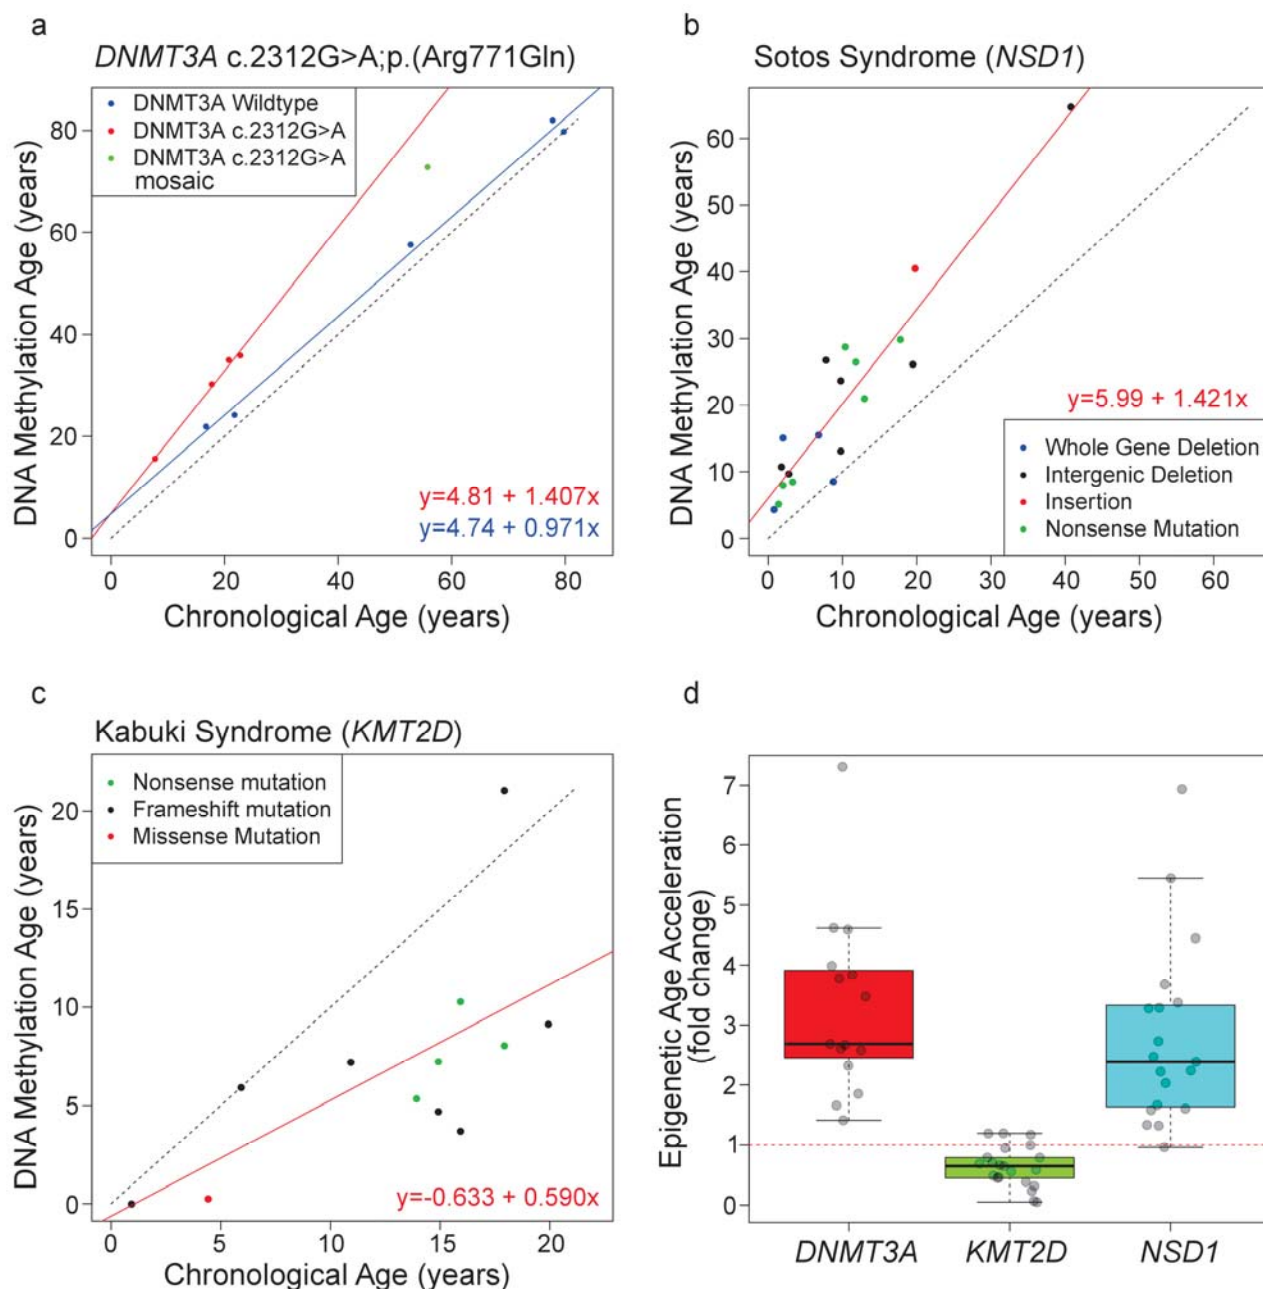 a
DNMT3A c.2312G>A;p.(Arg771Gln)
DNMT3A Wildtype
DNMT3A c.2312G>A
DNMT3A c.2312G>A
mosaic
DNA Methylation Age (years)
80
60
40
20
0
y=4.81 + 1.407x
y=4.74 + 0.971x
0 20 40 60 80
Chronological Age (years)
b
Sotos Syndrome (NSD1)
DNA Methylation Age (years)
60
50
40
30
20
10
0
y=5.99 + 1.421x
Whole Gene Deletion
Intergenic Deletion
Insertion
Nonsense Mutation
0 10 20 30 40 50 60
Chronological Age (years)
c
Kabuki Syndrome (KMT2D)
Nonsense mutation
Frameshift mutation
Missense Mutation
DNA Methylation Age (years)
20
15
10
5
0
y=-0.633 + 0.590x
0 5 10 15 20
Chronological Age (years)
d
Epigenetic Age Acceleration
(fold change)
7
6
5
4
3
2
1
0
DNMT3A KMT2D NSD1